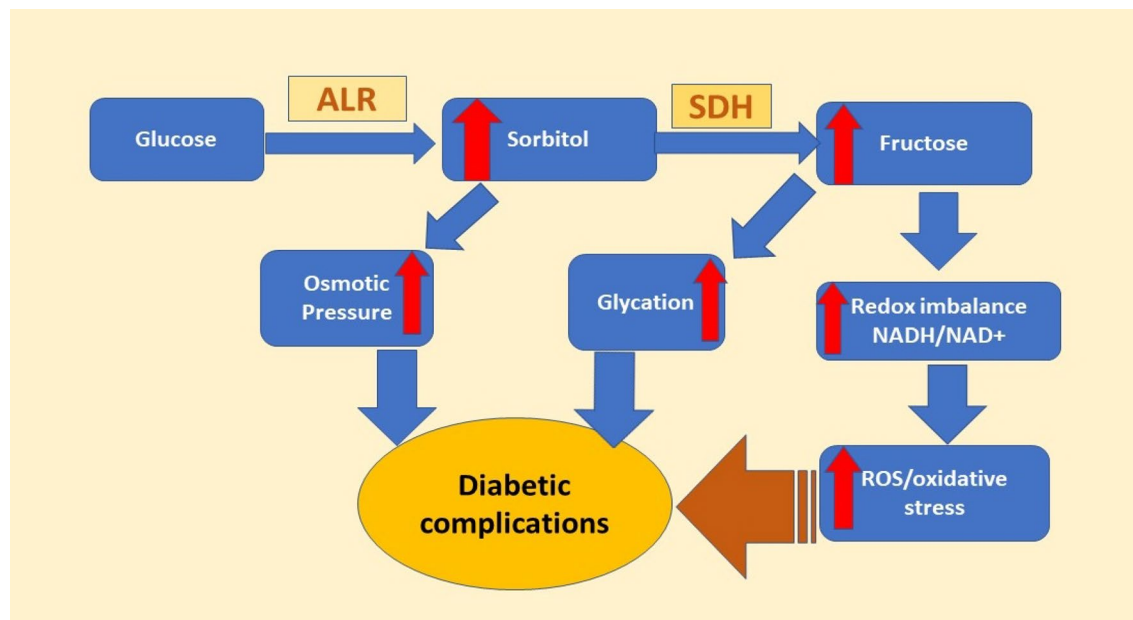 ALR
SDH
Glucose
Sorbitol
Fructose
Osmotic
Pressure
Glycation
Redox imbalance
NADH/NAD+
Diabetic
complications
ROS/oxidative
stress